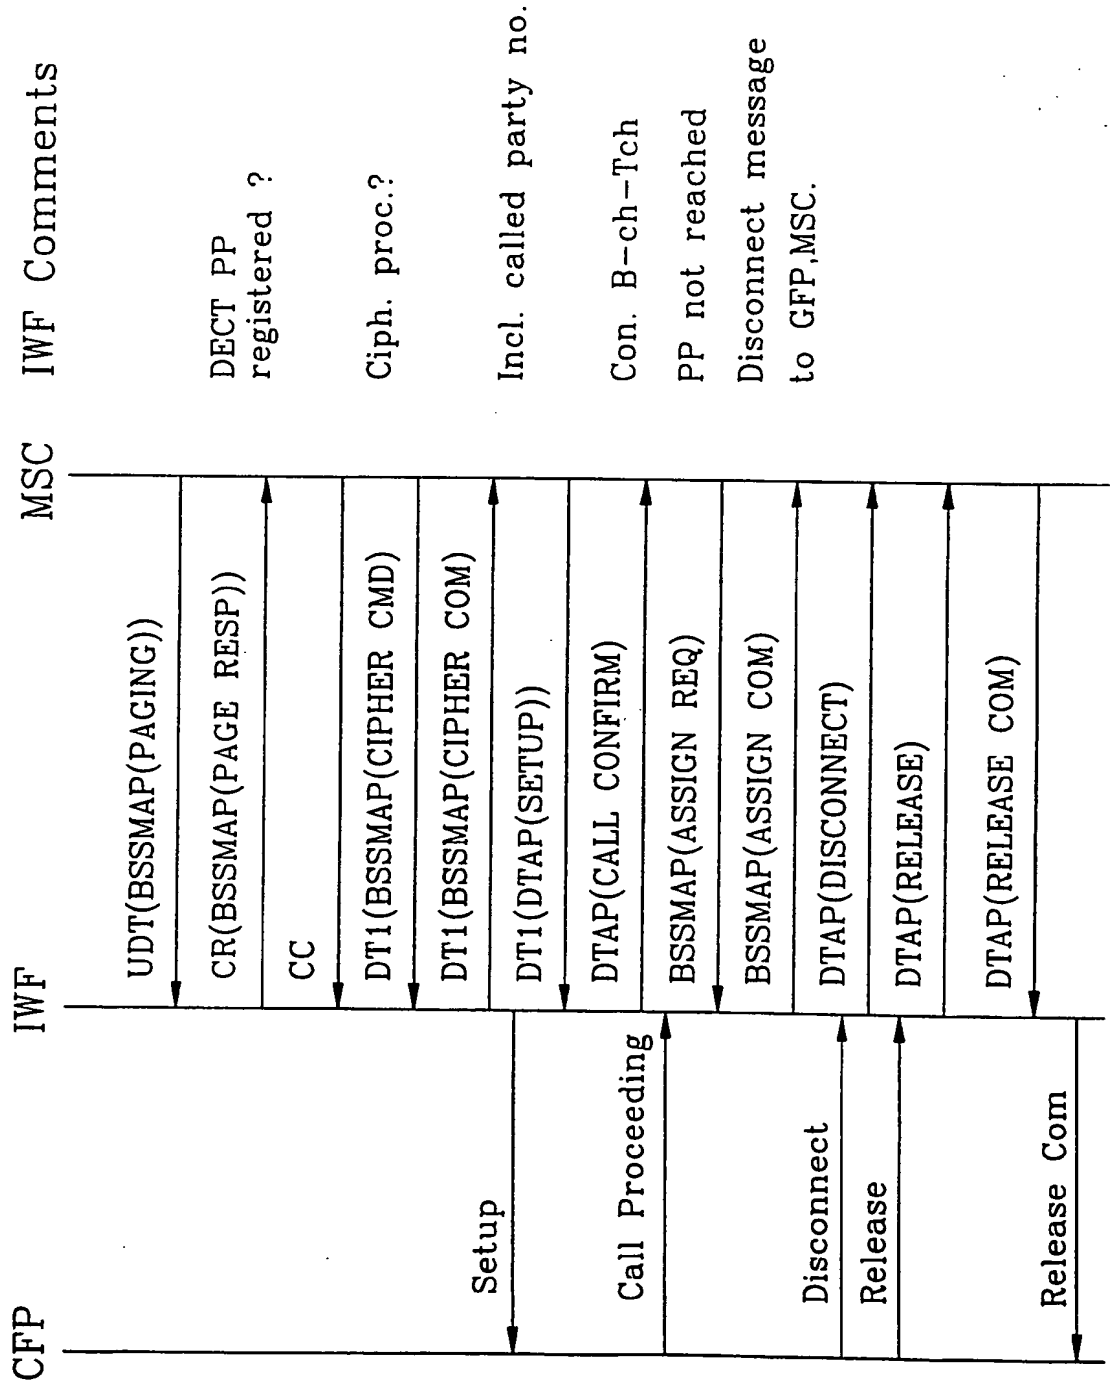 CFP
IWF
MSC
IWF Comments
UDT(BSSMAP(PAGING))
CR(BSSMAP(PAGE RESP))
DECT PP
registered ?
CC
DT1(BSSMAP(CIPHER CMD)
Ciph. proc.?
DT1(BSSMAP(CIPHER COM)
Setup
DT1(DTAP(SETUP))
Incl. called party no.
DTAP(CALL CONFIRM)
Call Proceeding
BSSMAP(ASSIGN REQ)
Con. B-ch-Tch
BSSMAP(ASSIGN COM)
PP not reached
Disconnect
DTAP(DISCONNECT)
Disconnect message
to GFP,MSC.
Release
DTAP(RELEASE)
DTAP(RELEASE COM)
Release Com